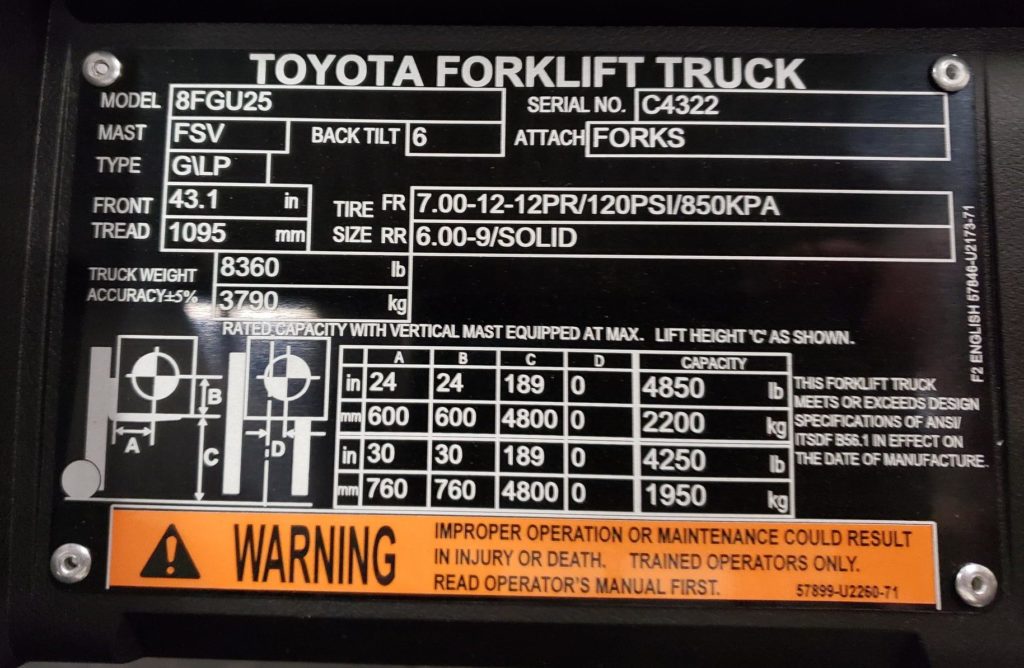 TOYOTA FORKLIFT TRUCK
MODEL 8FGU25 SERIAL NO. C4322
MAST FSV BACK TILT 6 ATTACH FORKS
TYPE G\LP
FRONT TREAD 43.1 in TIRE SIZE FR 7.00-12-12PR/120PSI/850KPA
1095 mm RR 6.00-9/SOLID
TRUCK WEIGHT 8360 lb
ACCURACY±5% 3790 kg
RATED CAPACITY WITH VERTICAL MAST EQUIPPED AT MAX. LIFT HEIGHT 'C' AS SHOWN.
A B C D CAPACITY
in 24 24 189 0 4850 lb
mm 600 600 4800 0 2200 kg
in 30 30 189 0 4250 lb
mm 760 760 4800 0 1950 kg
B
A
C
D
THIS FORKLIFT TRUCK
MEETS OR EXCEEDS DESIGN
SPECIFICATIONS OF ANSI/
ITSDF B56.1 IN EFFECT ON
THE DATE OF MANUFACTURE.
F2 ENGLISH 57846-U2173-71
WARNING
IMPROPER OPERATION OR MAINTENANCE COULD RESULT
IN INJURY OR DEATH. TRAINED OPERATORS ONLY.
READ OPERATOR'S MANUAL FIRST. 57899-U2260-71